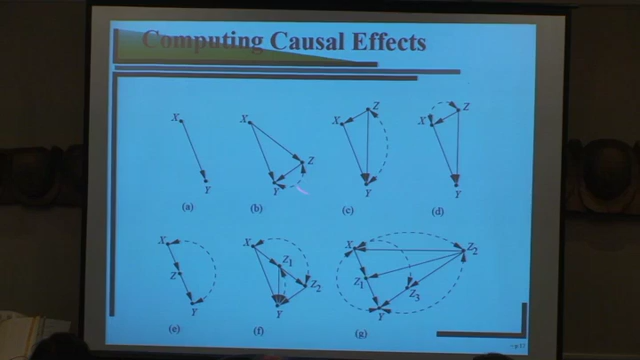 Computing Causal Effects
X
Y
(a)
X
Z
Y
(b)
X
Z
Y
(c)
X
Z
Y
(d)
X
Z
Y
(e)
X
Z1
Z2
Y
(f)
X
Z2
Z1
Z3
Y
(g)